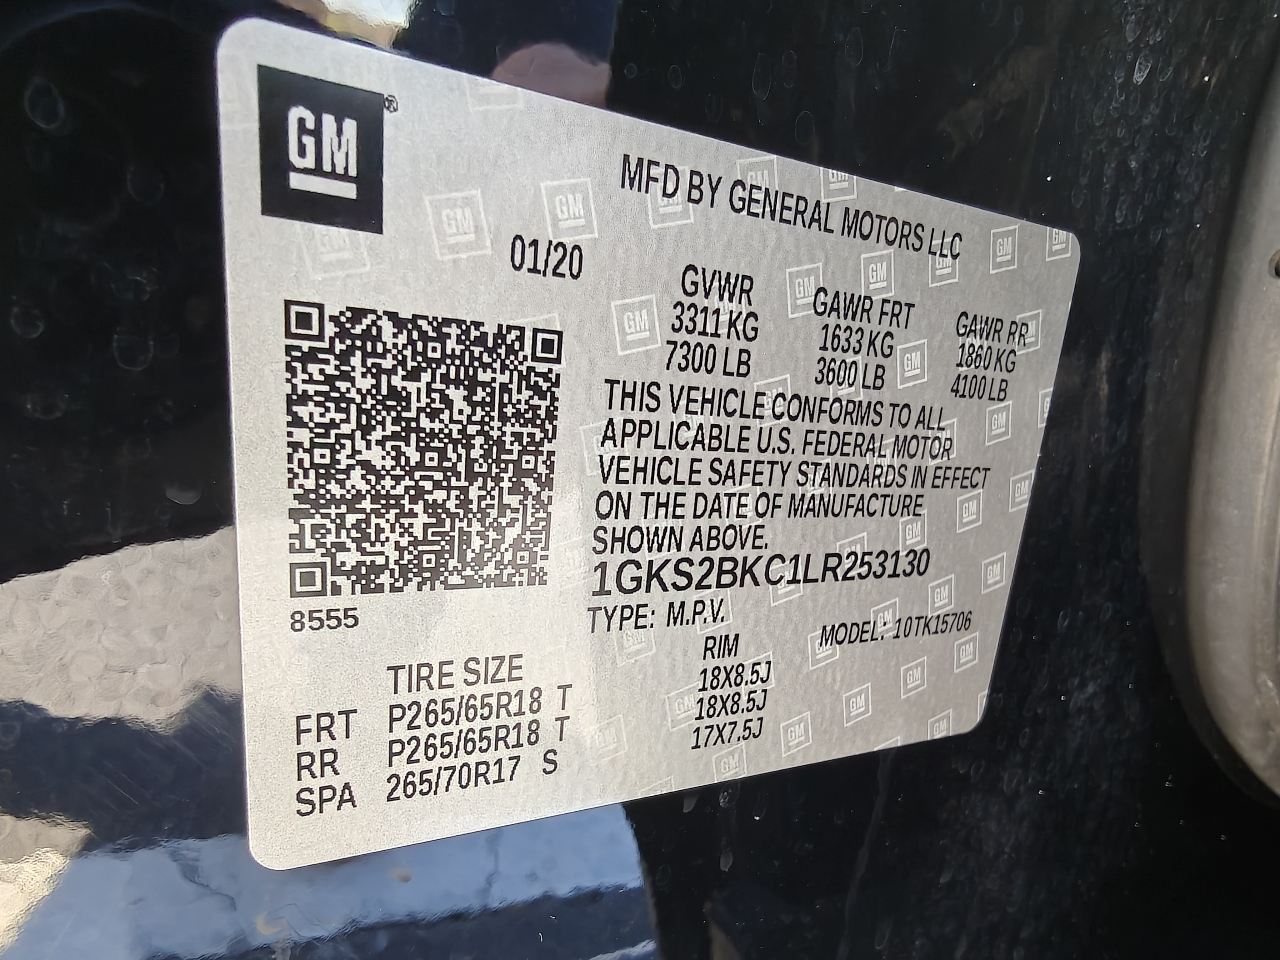 GM®
MFD BY GENERAL MOTORS LLC
01/20
GVWR GAWR FRT GAWR RR
3311 KG 1633 KG 1860 KG
7300 LB 3600 LB 4100 LB
THIS VEHICLE CONFORMS TO ALL
APPLICABLE U.S. FEDERAL MOTOR
VEHICLE SAFETY STANDARDS IN EFFECT
ON THE DATE OF MANUFACTURE
SHOWN ABOVE.
1GKS2BKC1LR253130
8555
TYPE: M.P.V. MODEL: 10TK15706
TIRE SIZE RIM
FRT P265/65R18 T 18X8.5J
RR P265/65R18 T 18X8.5J
SPA 265/70R17 S 17X7.5J